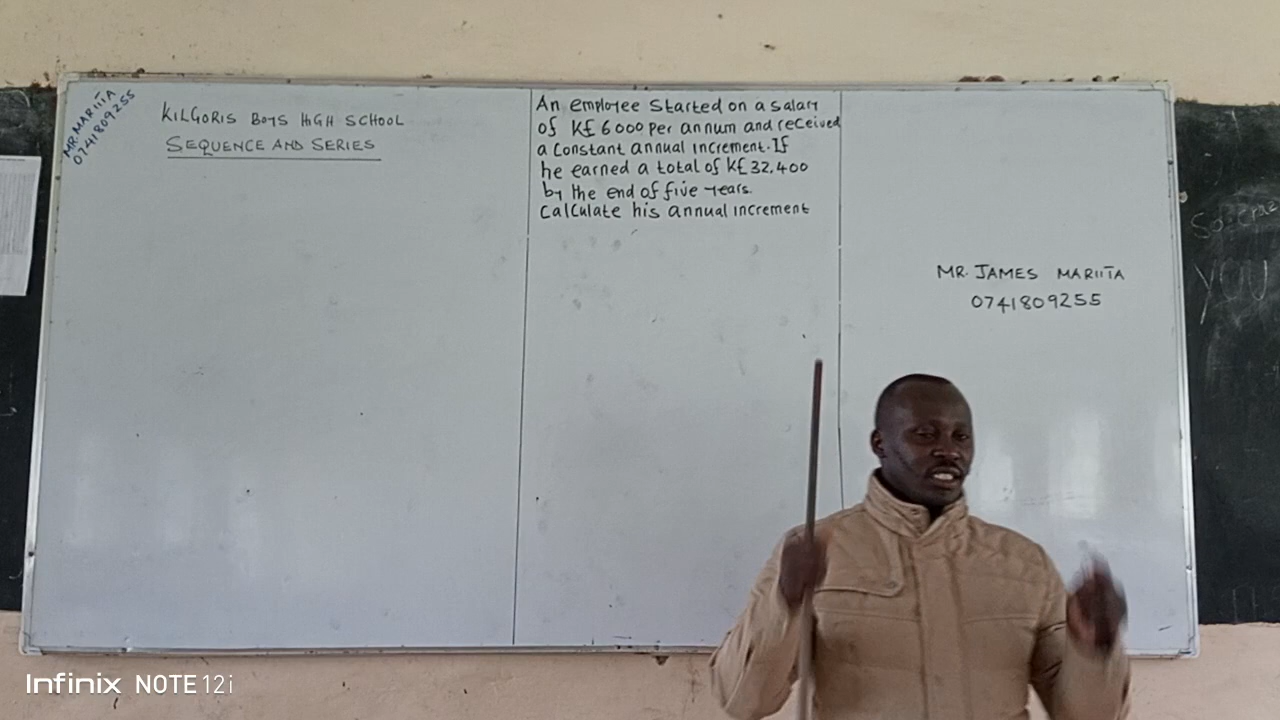 MR. MARIITA
0741809255
KILGORIS BOYS HIGH SCHOOL
SEQUENCE AND SERIES
An employee Started on a salary
of K£ 6000 per annum and received
a Constant annual increment. If
he earned a total of K£ 32,400
by the end of five years.
Calculate his annual increment
MR. JAMES MARIITA
0741809255
YOU
Infinix NOTE 12i